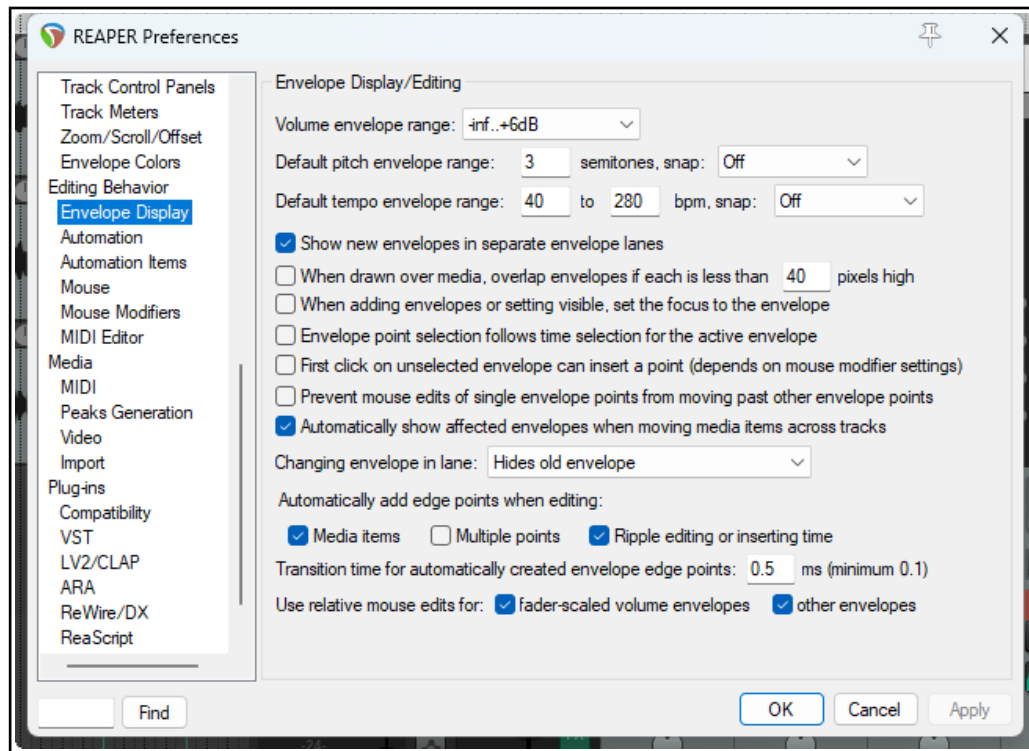 REAPER Preferences
Track Control Panels
Track Meters
Zoom/Scroll/Offset
Envelope Colors
Editing Behavior
Envelope Display
Automation
Automation Items
Mouse
Mouse Modifiers
MIDI Editor
Media
MIDI
Peaks Generation
Video
Import
Plug-ins
Compatibility
VST
LV2/CLAP
ARA
ReWire/DX
ReaScript
Find
Envelope Display/Editing
Volume envelope range: -inf..+6dB
Default pitch envelope range: 3 semitones, snap: Off
Default tempo envelope range: 40 to 280 bpm, snap: Off
Show new envelopes in separate envelope lanes
When drawn over media, overlap envelopes if each is less than 40 pixels high
When adding envelopes or setting visible, set the focus to the envelope
Envelope point selection follows time selection for the active envelope
First click on unselected envelope can insert a point (depends on mouse modifier settings)
Prevent mouse edits of single envelope points from moving past other envelope points
Automatically show affected envelopes when moving media items across tracks
Changing envelope in lane: Hides old envelope
Automatically add edge points when editing:
Media items Multiple points Ripple editing or inserting time
Transition time for automatically created envelope edge points: 0.5 ms (minimum 0.1)
Use relative mouse edits for: fader-scaled volume envelopes other envelopes
OK Cancel Apply
-24-